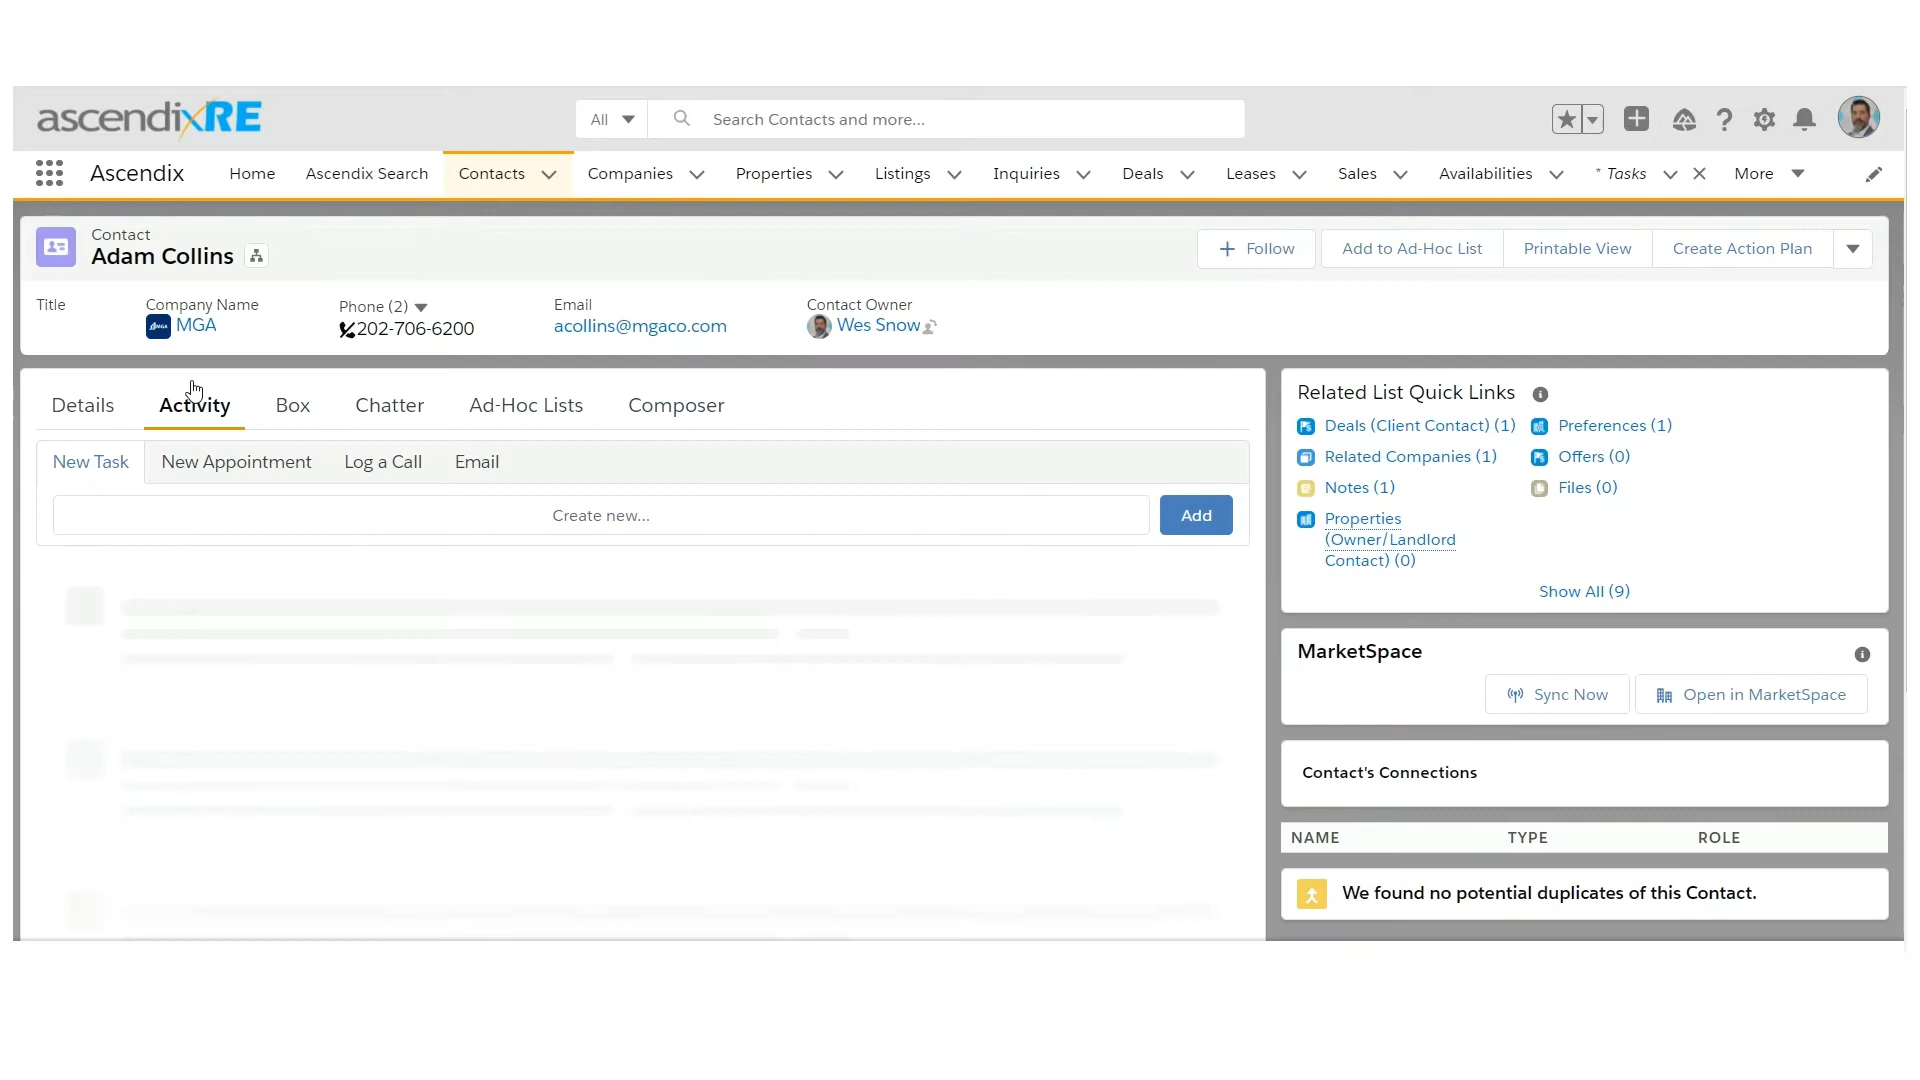 ascendixRE
All
Search Contacts and more...
Ascendix
Home
Ascendix Search
Contacts
Companies
Properties
Listings
Inquiries
Deals
Leases
Sales
Availabilities
* Tasks
More
Contact
Adam Collins
Follow
Add to Ad-Hoc List
Printable View
Create Action Plan
Title
Company Name
MGA
Phone (2)
202-706-6200
Email
acollins@mgaco.com
Contact Owner
Wes Snow
Details
Activity
Box
Chatter
Ad-Hoc Lists
Composer
New Task
New Appointment
Log a Call
Email
Create new...
Add
Related List Quick Links
Deals (Client Contact) (1)
Preferences (1)
Related Companies (1)
Offers (0)
Notes (1)
Files (0)
Properties
(Owner/Landlord
Contact) (0)
Show All (9)
MarketSpace
Sync Now
Open in MarketSpace
Contact's Connections
NAME
TYPE
ROLE
We found no potential duplicates of this Contact.